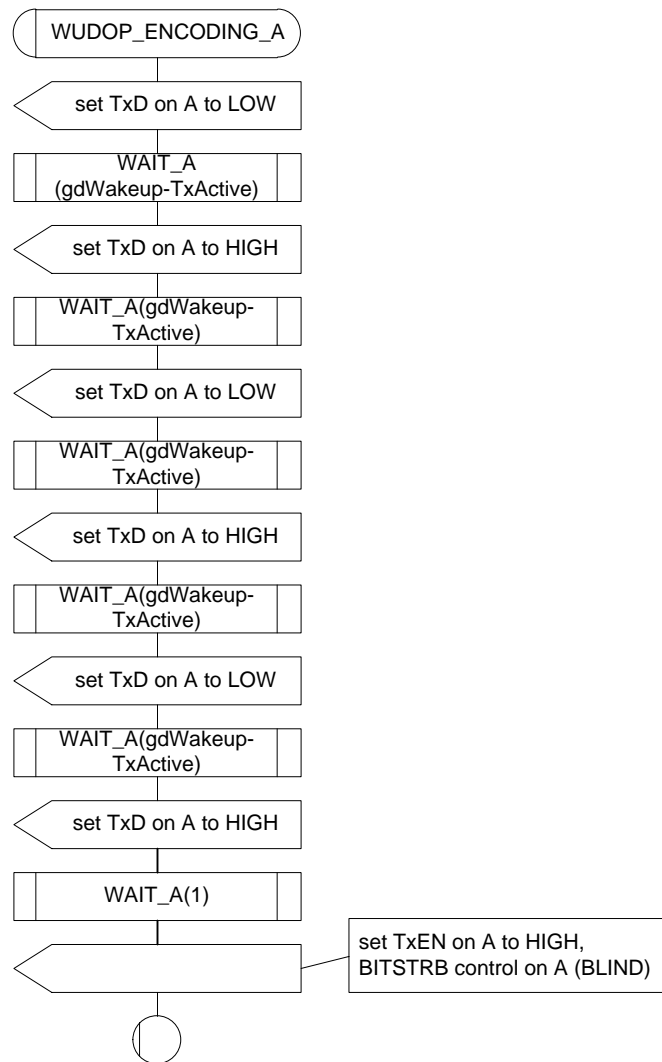 WUDOP_ENCODING_A
set TxD on A to LOW
WAIT_A
(gdWakeup-TxActive)
set TxD on A to HIGH
WAIT_A(gdWakeup-
TxActive)
set TxD on A to LOW
WAIT_A(gdWakeup-
TxActive)
set TxD on A to HIGH
WAIT_A(gdWakeup-
TxActive)
set TxD on A to LOW
WAIT_A(gdWakeup-
TxActive)
set TxD on A to HIGH
WAIT_A(1)
set TxEN on A to HIGH,
BITSTRB control on A (BLIND)